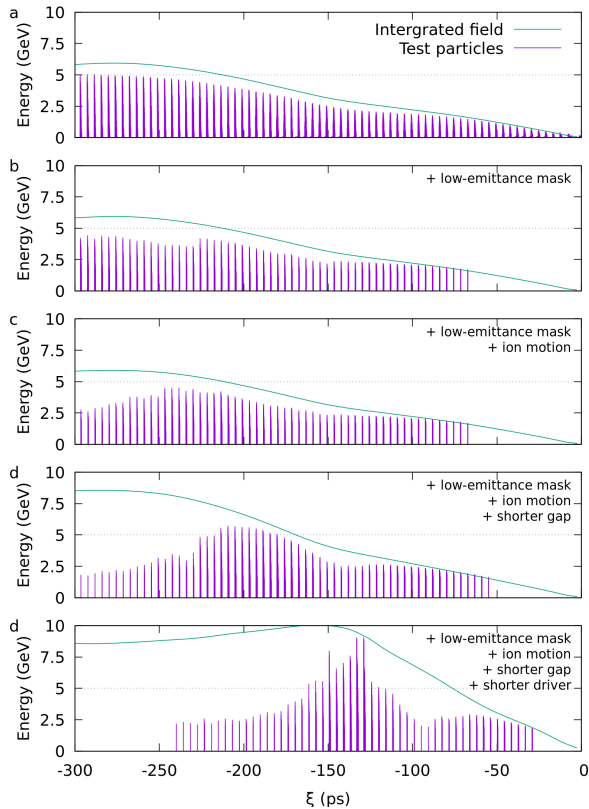 a
10
7.5
5
2.5
0
Energy (GeV)
Intergrated field
Test particles
b
10
7.5
5
2.5
0
Energy (GeV)
+ low-emittance mask
c
10
7.5
5
2.5
0
Energy (GeV)
+ low-emittance mask
+ ion motion
d
10
7.5
5
2.5
0
Energy (GeV)
+ low-emittance mask
+ ion motion
+ shorter gap
d
10
7.5
5
2.5
0
Energy (GeV)
+ low-emittance mask
+ ion motion
+ shorter gap
+ shorter driver
-300 -250 -200 -150 -100 -50 0
ξ (ps)